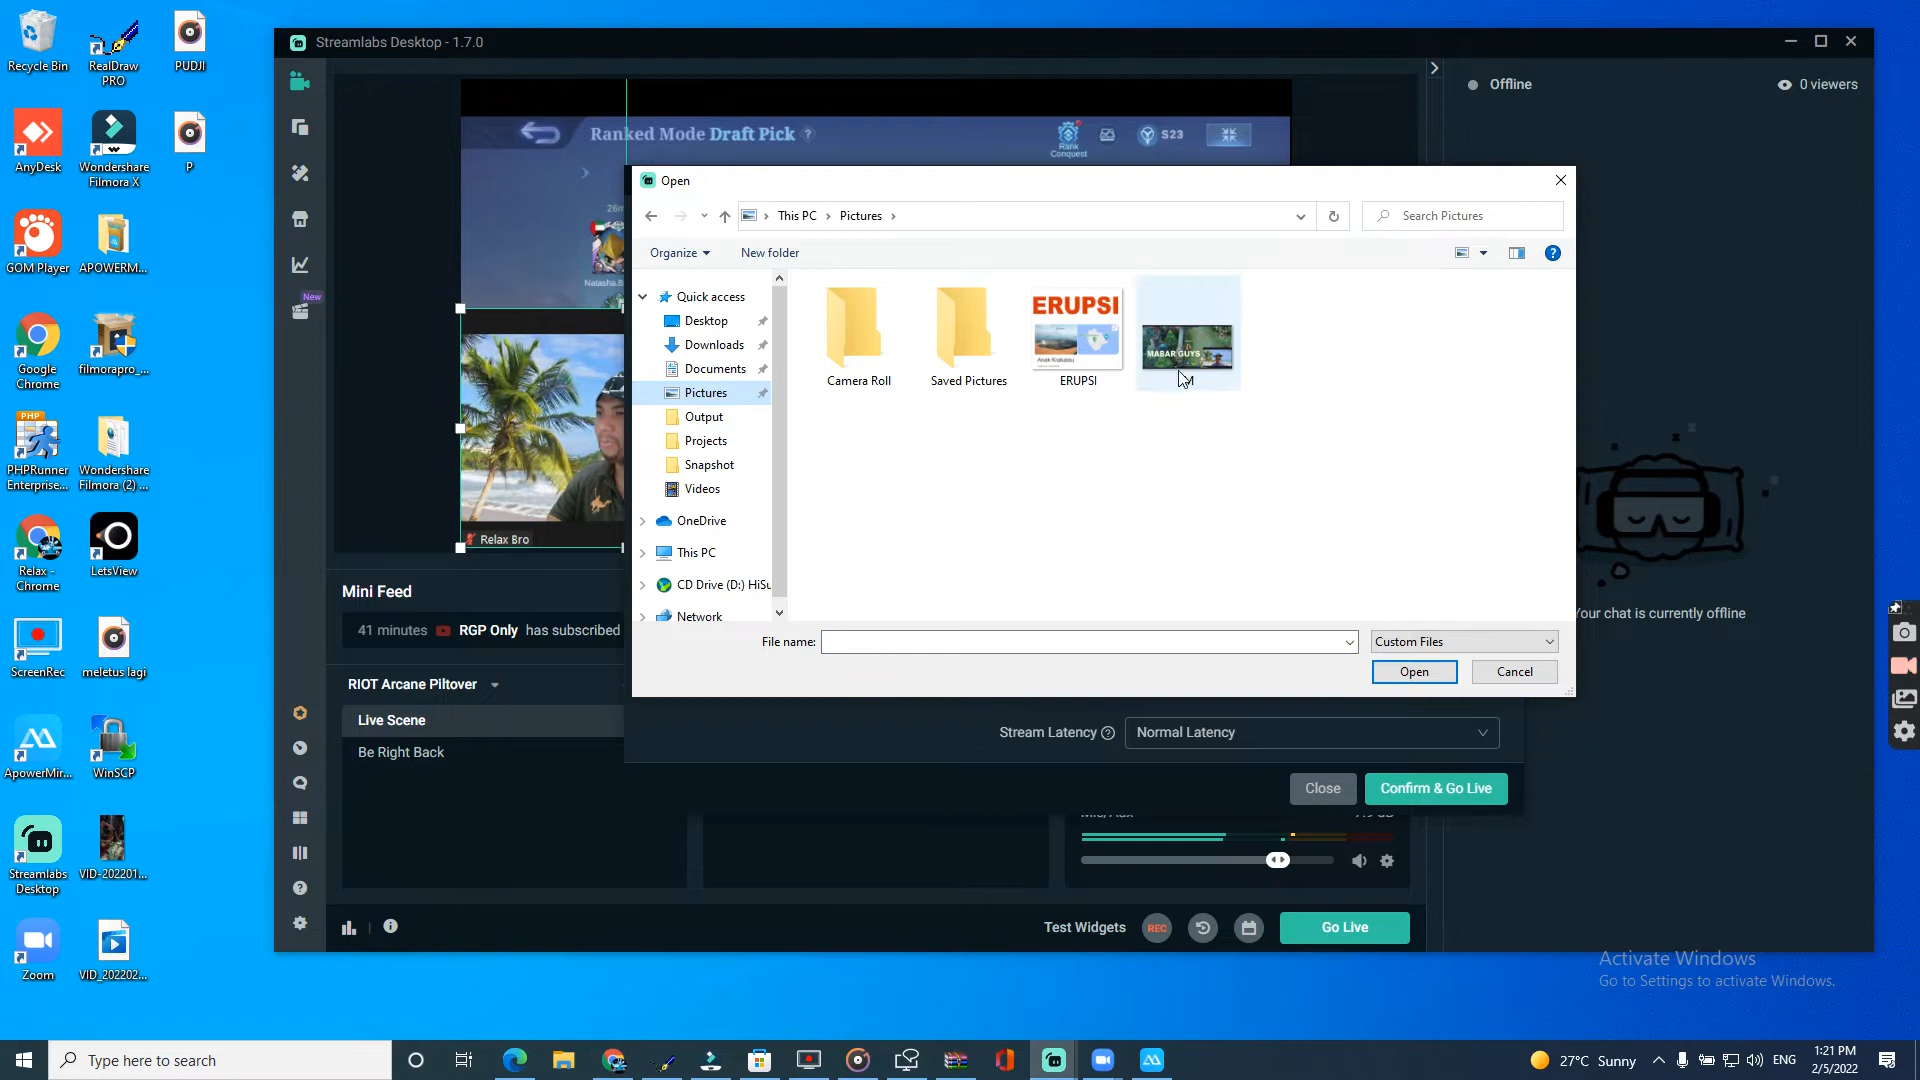 Recycle Bin
RealDraw
PRO
PUDJI
AnyDesk
Wondershare
Filmora X
P
GOM Player
APOWERM...
Google
Chrome
filmorapro_...
PHP
PHPRunner
Enterprise...
Wondershare
Filmora (2) ...
Relax -
Chrome
LetsView
ScreenRec
meletus lagi
ApowerMir...
WinSCP
Streamlabs
Desktop
VID-202201...
Zoom
VID_202202...
Streamlabs Desktop - 1.7.0
New
Ranked Mode Draft Pick ?
Rank
Conquest
S23
26m
Natasha.B
Relax Bro
Mini Feed
41 minutes RGP Only has subscribed
RIOT Arcane Piltover
Live Scene
Be Right Back
Offline
0 viewers
Your chat is currently offline
Open
This PC > Pictures >
Search Pictures
Organize
New folder
Quick access
Desktop
Downloads
Documents
Pictures
Output
Projects
Snapshot
Videos
OneDrive
This PC
CD Drive (D:) HiSu
Network
Camera Roll
Saved Pictures
ERUPSI
Anak Krakatau
ERUPSI
MABAR GUYS
File name:
Custom Files
Open
Cancel
Stream Latency
Normal Latency
Close
Confirm & Go Live
Test Widgets
REC
Go Live
Activate Windows
Go to Settings to activate Windows.
Type here to search
27°C Sunny
ENG
1:21 PM
2/5/2022